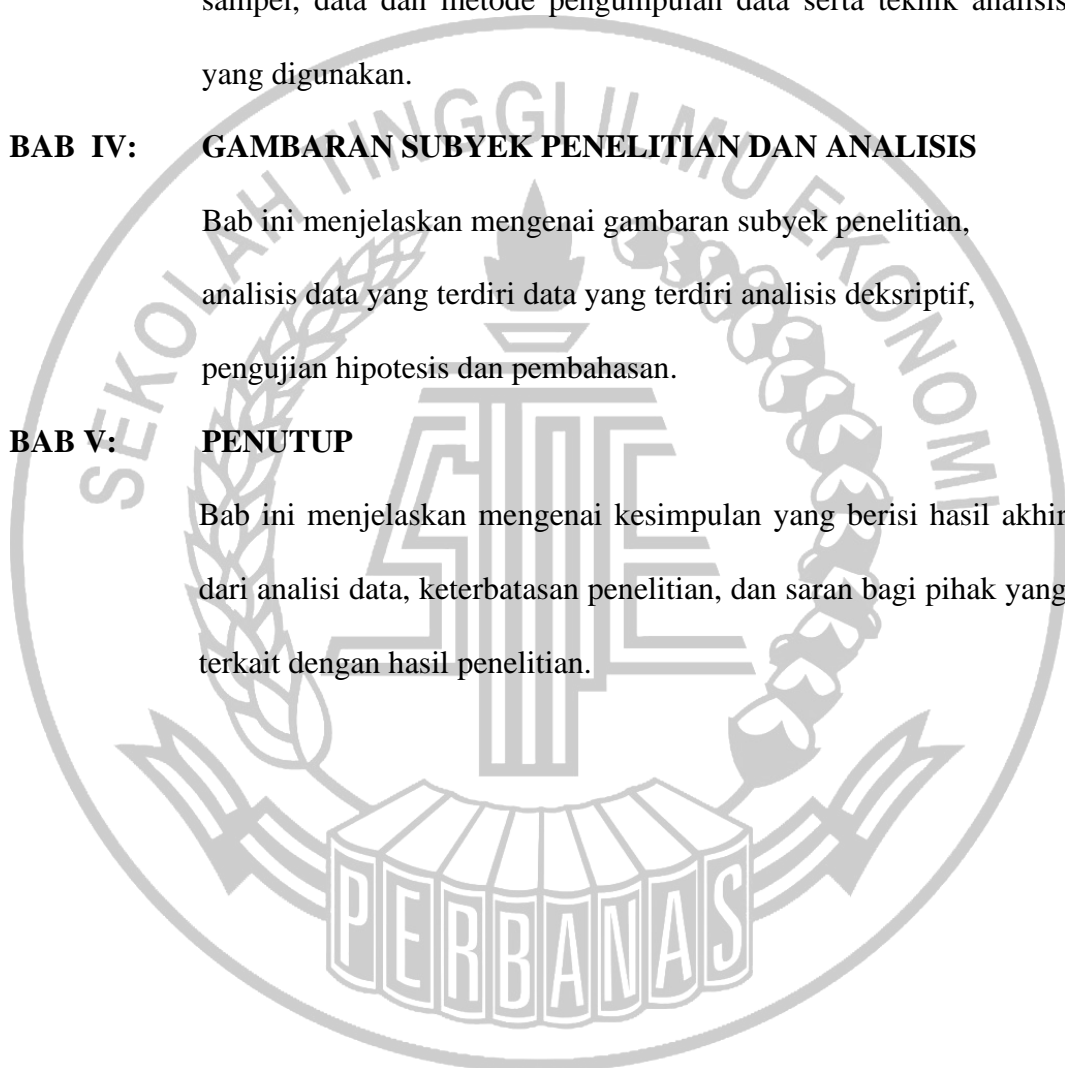 sampel, data dan metode pengumpulan data serta teknik analisis
yang digunakan.
BAB IV: GAMBARAN SUBYEK PENELITIAN DAN ANALISIS
Bab ini menjelaskan mengenai gambaran subyek penelitian,
analisis data yang terdiri data yang terdiri analisis deksriptif,
pengujian hipotesis dan pembahasan.
BAB V: PENUTUP
Bab ini menjelaskan mengenai kesimpulan yang berisi hasil akhir
dari analisi data, keterbatasan penelitian, dan saran bagi pihak yang
terkait dengan hasil penelitian.
SEKOLAH TINGGI ILMU EKONOMI
PERBANAS